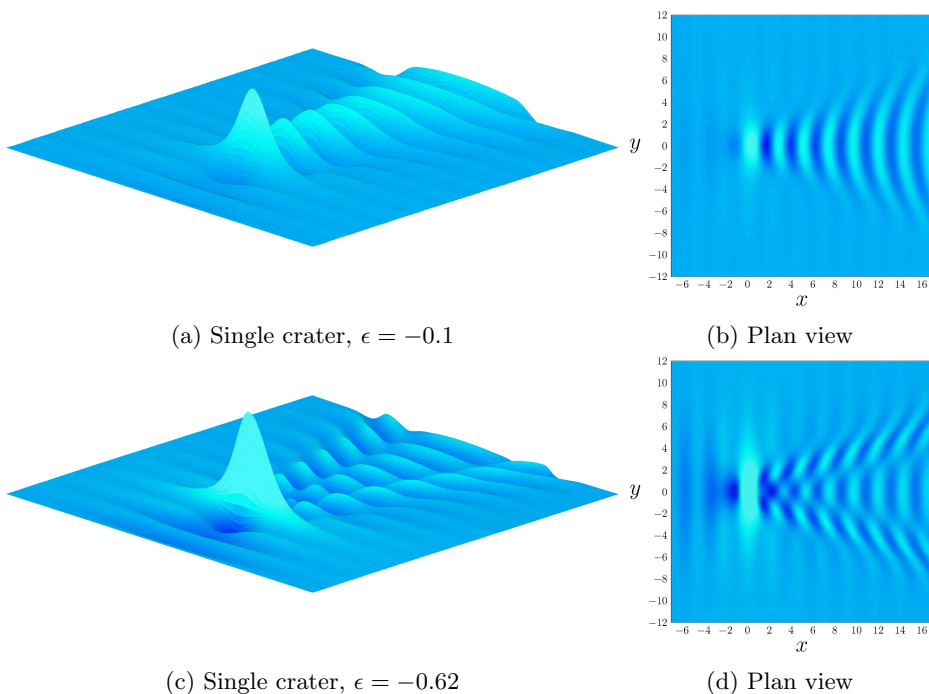 12
10
8
6
4
2
y 0
−2
−4
−6
−8
−10
−12
−6 −4 −2 0 2 4 6 8 10 12 14 16
x
(a) Single crater, ϵ = −0.1
(b) Plan view
12
10
8
6
4
2
y 0
−2
−4
−6
−8
−10
−12
−6 −4 −2 0 2 4 6 8 10 12 14 16
x
(c) Single crater, ϵ = −0.62
(d) Plan view